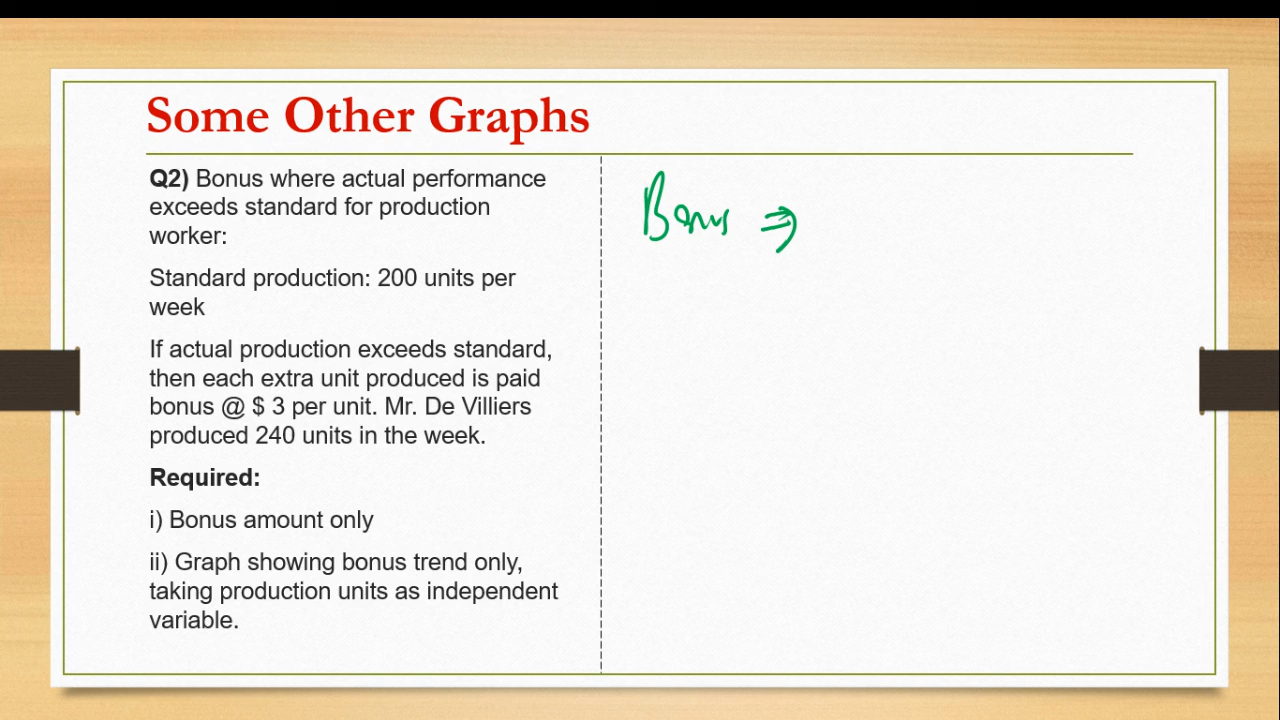 Some Other Graphs
Q2) Bonus where actual performance
exceeds standard for production
worker:
Standard production: 200 units per
week
If actual production exceeds standard,
then each extra unit produced is paid
bonus @ $ 3 per unit. Mr. De Villiers
produced 240 units in the week.
Required:
i) Bonus amount only
ii) Graph showing bonus trend only,
taking production units as independent
variable.
Bonus ⇒